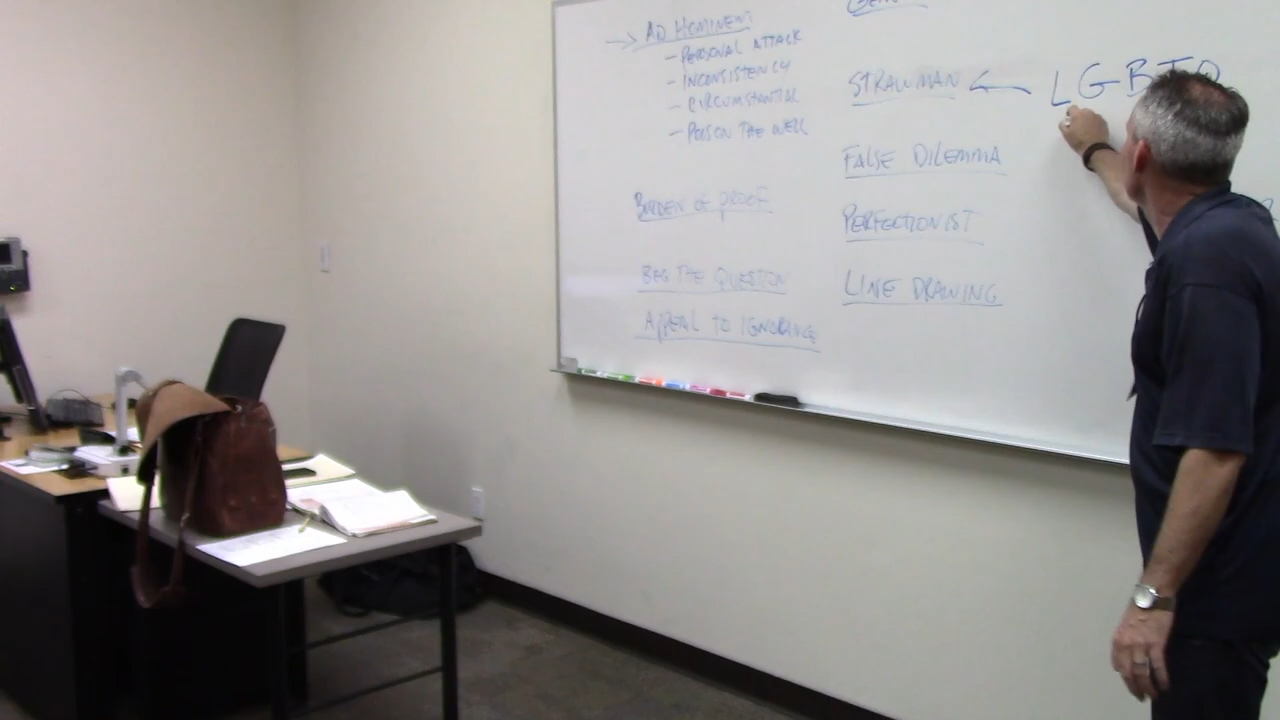 → AD HOMINEM
- PERSONAL ATTACK
- INCONSISTENCY
- CIRCUMSTANTIAL
- POISON THE WELL
BURDEN OF PROOF
BEG THE QUESTION
APPEAL TO IGNORANCE
STRAWMAN ← LGBTQ
FALSE DILEMMA
PERFECTIONIST
LINE DRAWING